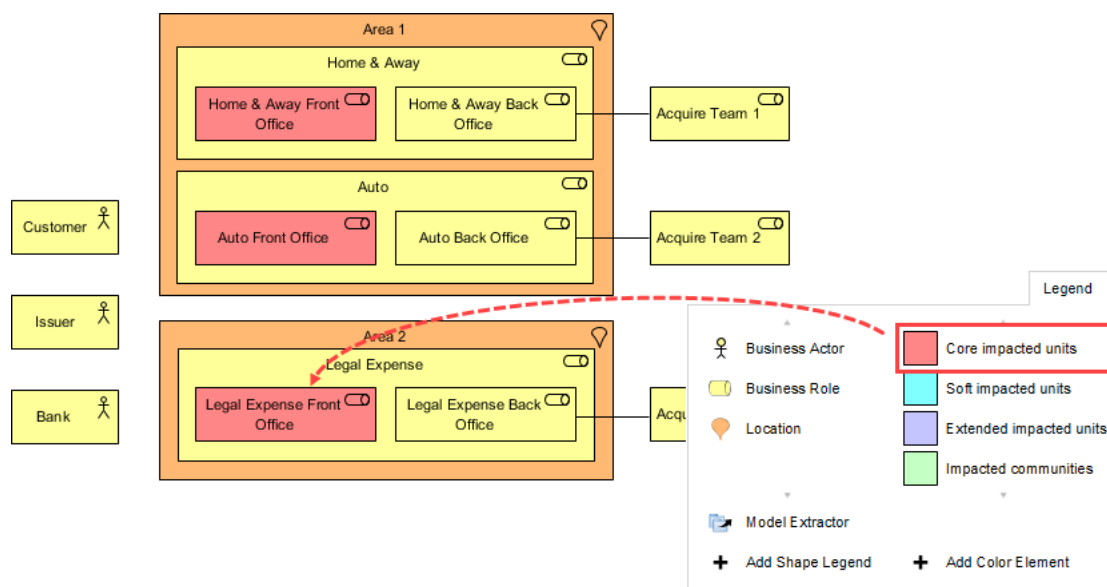 Area 1
Home & Away
Home & Away Front
Office
Home & Away Back
Office
Acquire Team 1
Auto
Auto Front Office
Auto Back Office
Acquire Team 2
Customer
Issuer
Bank
Area 2
Legal Expense
Legal Expense Front
Office
Legal Expense Back
Office
Legend
Business Actor
Business Role
Location
Model Extractor
Add Shape Legend
Core impacted units
Soft impacted units
Extended impacted units
Impacted communities
Add Color Element